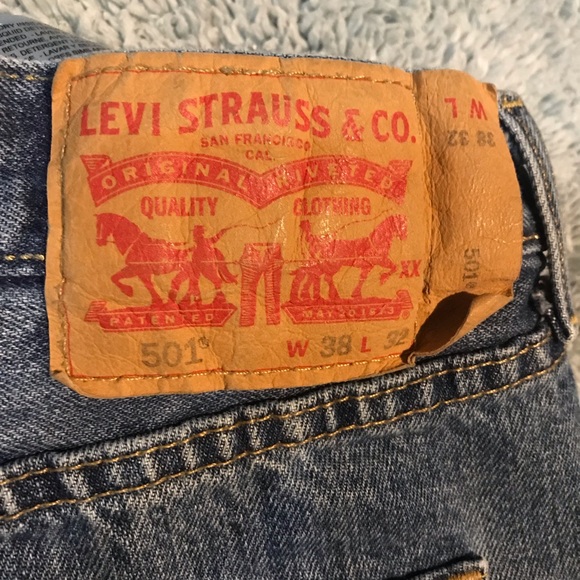 LEVI STRAUSS & CO.
SAN FRANCISCO
CAL.
ORIGINAL RIVETED
QUALITY CLOTHING
XX
PATENTED MAY 20 1873
501®
W 38 L 32
W L
38 32
501®